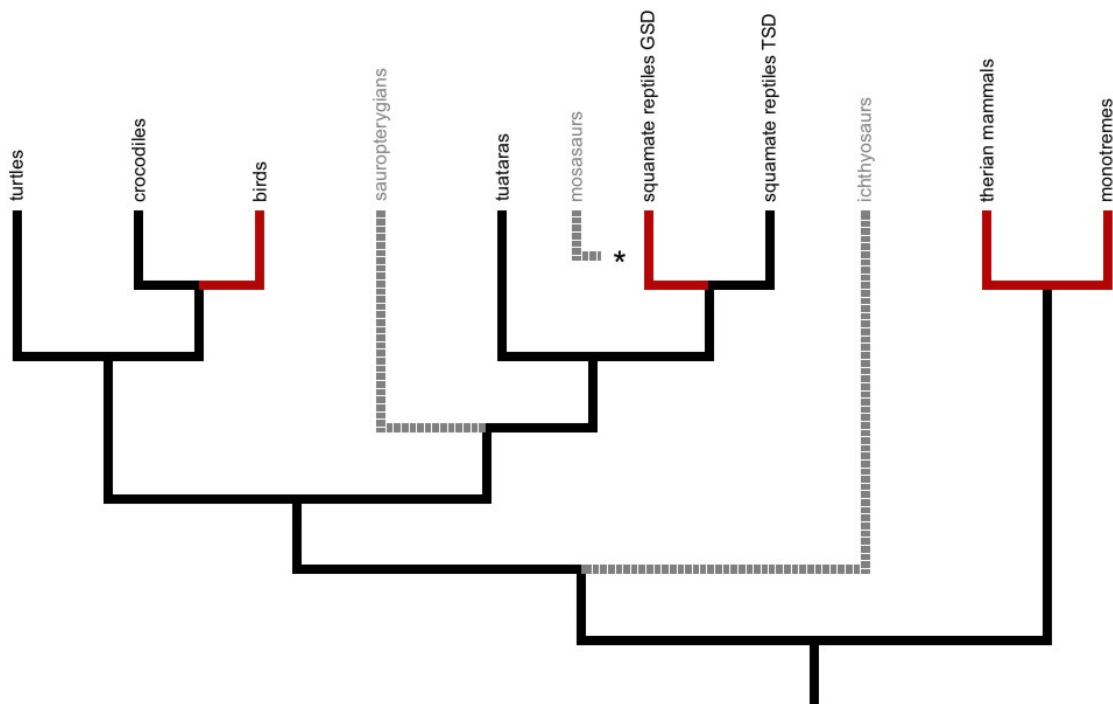 turtles
crocodiles
birds
sauropterygians
tuataras
mosasaurs
*
squamate reptiles GSD
squamate reptiles TSD
ichthyosaurs
therian mammals
monotremes